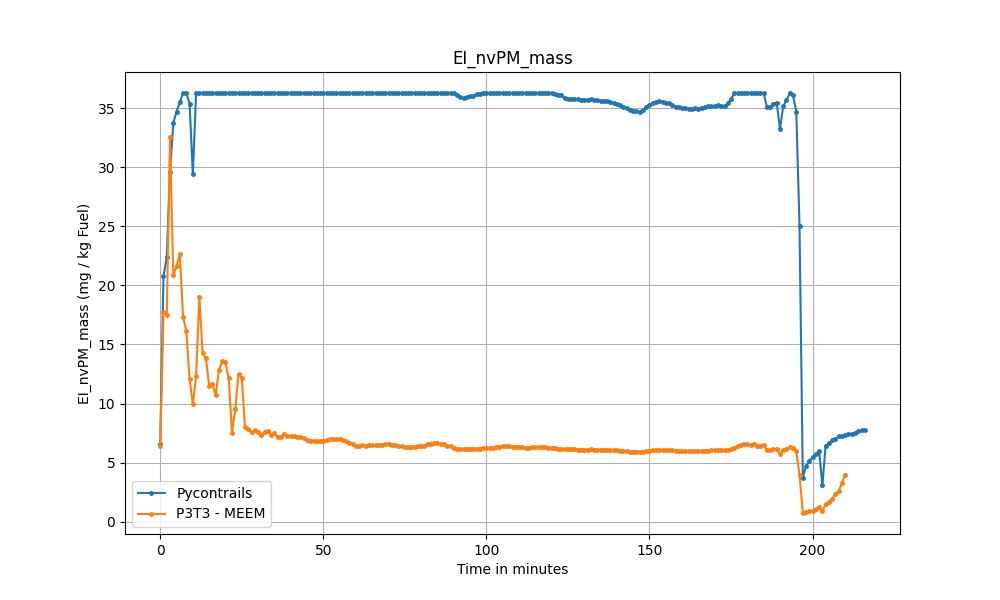 EI_nvPM_mass
EI_nvPM_mass (mg / kg Fuel)
35
30
25
20
15
10
5
0
Pycontrails
P3T3 - MEEM
0 50 100 150 200
Time in minutes